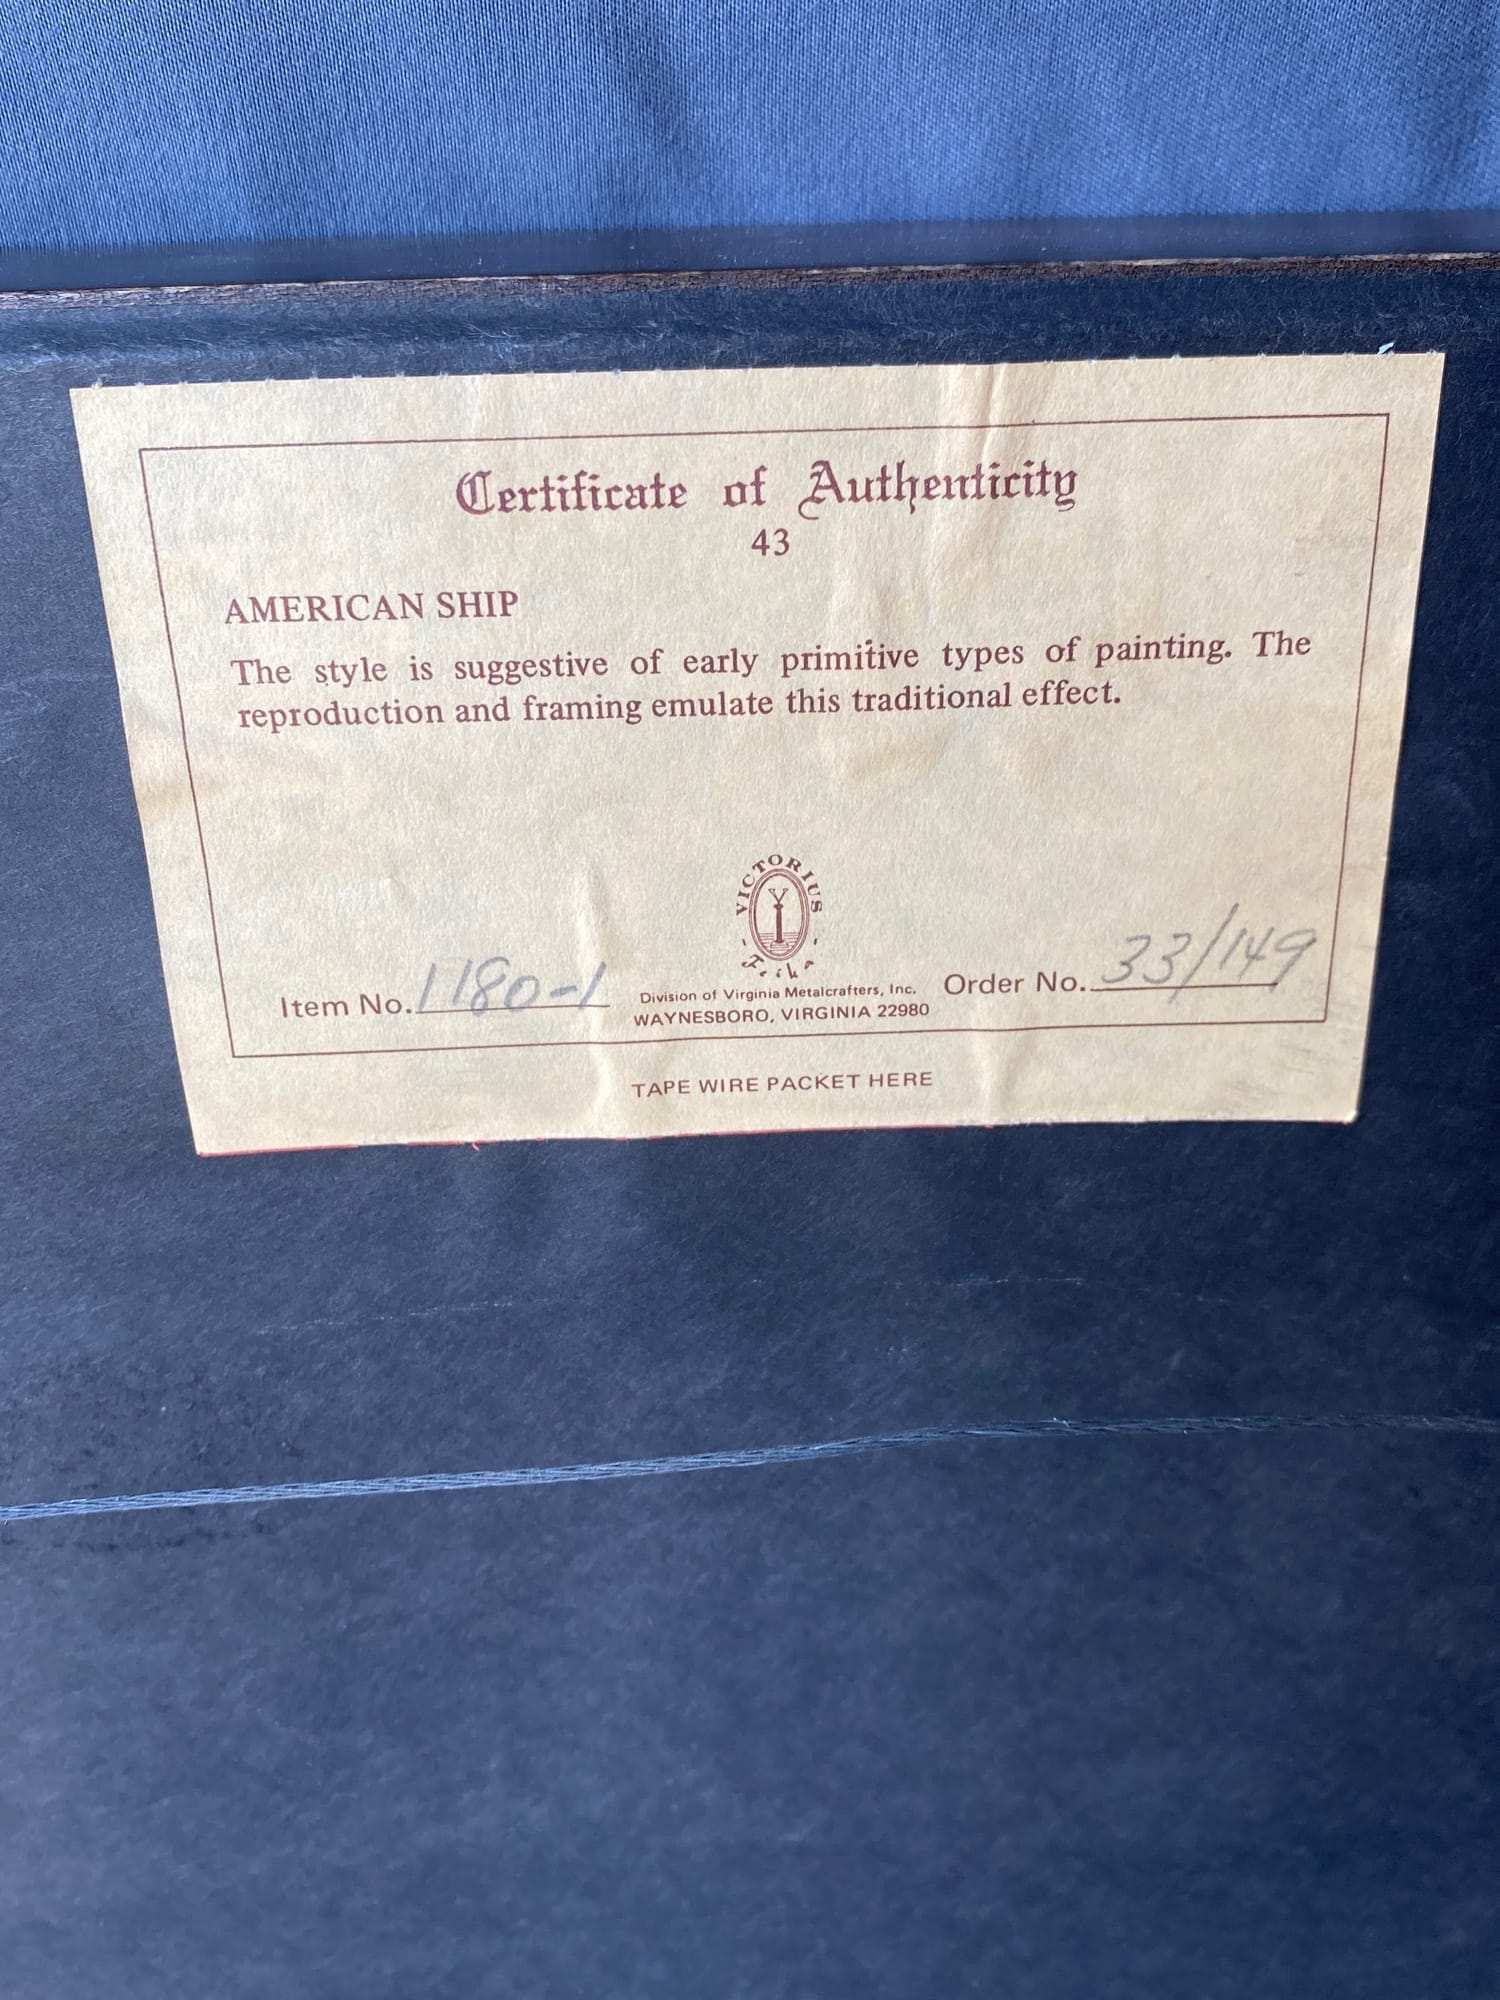 Certificate of Authenticity
43
AMERICAN SHIP
The style is suggestive of early primitive types of painting. The
reproduction and framing emulate this traditional effect.
VICTORIUS
Item No. 1180-1
Division of Virginia Metalcrafters, Inc.
WAYNESBORO, VIRGINIA 22980
Order No. 33/149
TAPE WIRE PACKET HERE